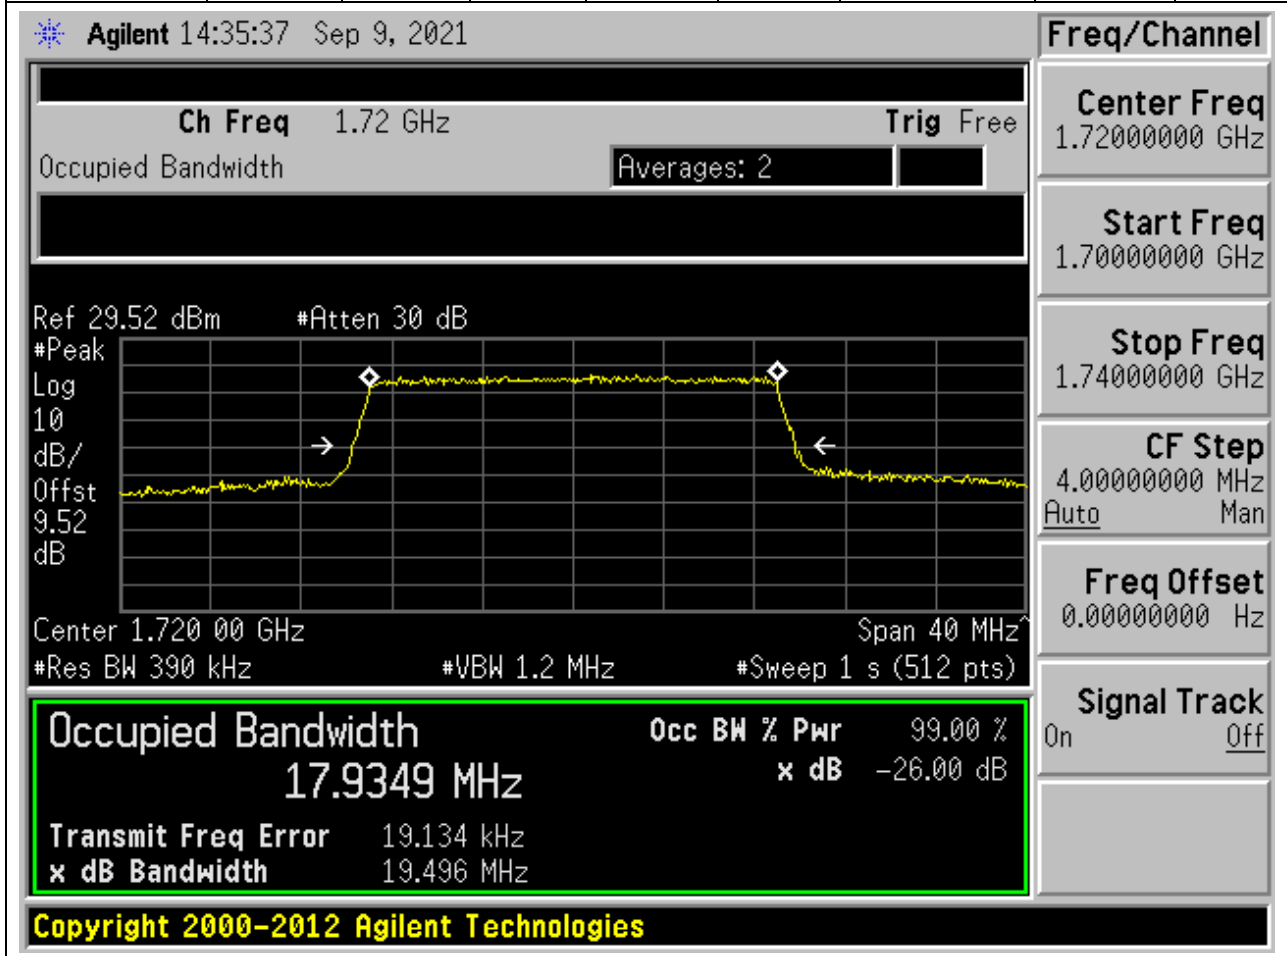 Agilent 14:35:37 Sep 9, 2021
Freq/Channel
Ch Freq 1.72 GHz Trig Free
Occupied Bandwidth Averages: 2
Center Freq
1.72000000 GHz
Start Freq
1.70000000 GHz
Stop Freq
1.74000000 GHz
CF Step
4.00000000 MHz
Auto Man
Freq Offset
0.00000000 Hz
Signal Track
On Off
Ref 29.52 dBm #Atten 30 dB
#Peak
Log
10
dB/
Offst
9.52
dB
Center 1.720 00 GHz Span 40 MHz^
#Res BW 390 kHz #VBW 1.2 MHz #Sweep 1 s (512 pts)
Occupied Bandwidth Occ BW % Pwr 99.00 %
17.9349 MHz x dB -26.00 dB
Transmit Freq Error 19.134 kHz
x dB Bandwidth 19.496 MHz
Copyright 2000-2012 Agilent Technologies